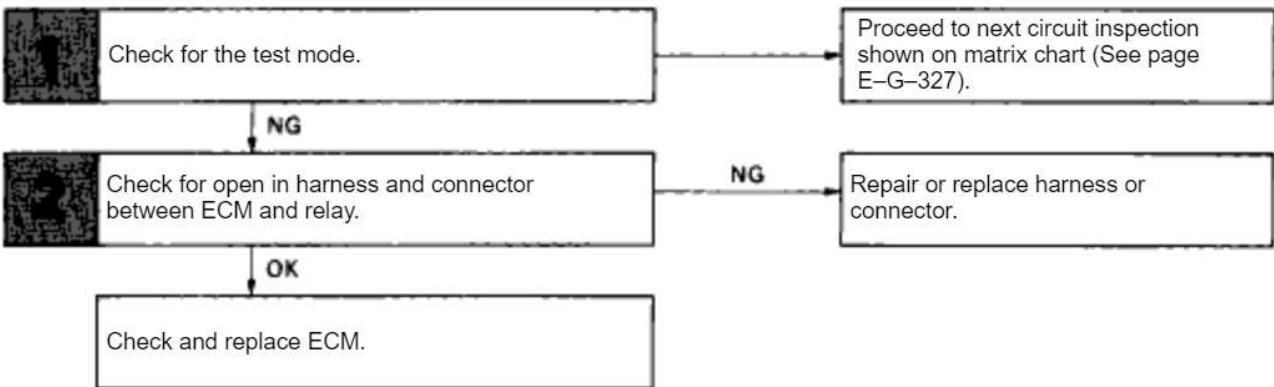 1
Check for the test mode.
Proceed to next circuit inspection
shown on matrix chart (See page
E–G–327).
NG
2
Check for open in harness and connector
between ECM and relay.
NG
Repair or replace harness or
connector.
OK
Check and replace ECM.